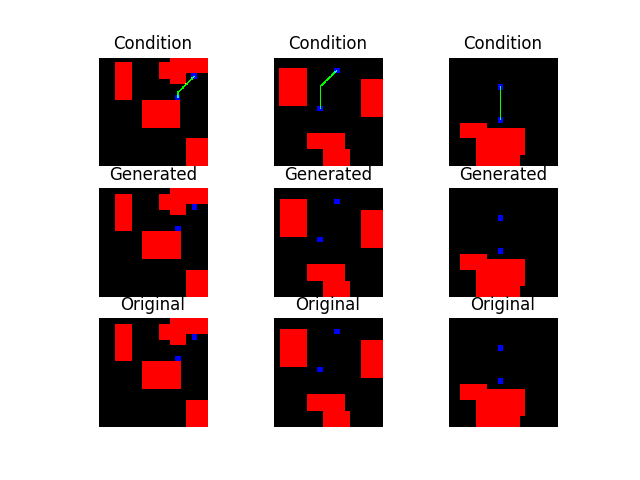 Condition Condition Condition
Generated Generated Generated
Original Original Original